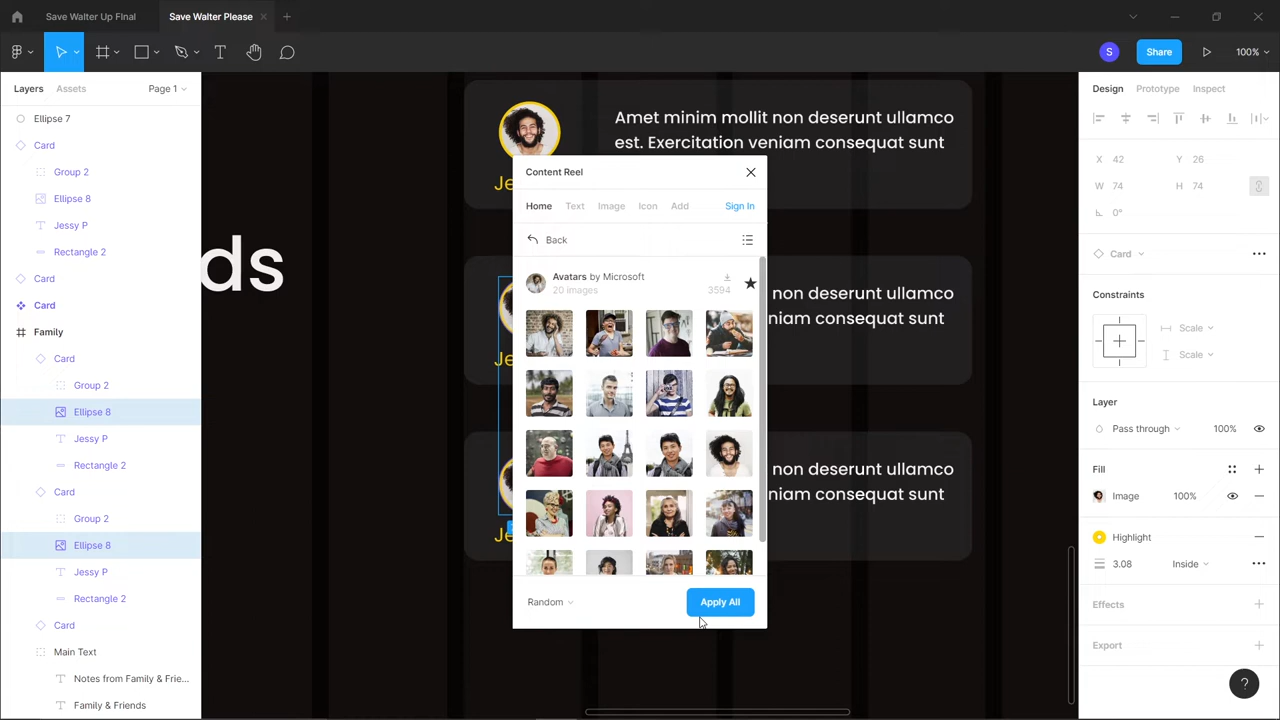 Save Walter Up FInal
Save Walter Please
S
Share
100%
Layers
Assets
Page 1
Ellipse 7
Card
Group 2
Ellipse 8
Jessy P
Rectangle 2
Card
Card
Family
Card
Group 2
Ellipse 8
Jessy P
Rectangle 2
Card
Group 2
Ellipse 8
Jessy P
Rectangle 2
Card
Main Text
Notes from Family & Frie...
Family & Friends
ds
Amet minim mollit non deserunt ullamco
est. Exercitation veniam consequat sunt
Je
non deserunt ullamco
niam consequat sunt
Je
non deserunt ullamco
niam consequat sunt
Je
Content Reel
Home
Text
Image
Icon
Add
Sign In
Back
Avatars by Microsoft
20 images
3594
Random
Apply All
Design
Prototype
Inspect
X 42
Y 26
W 74
H 74
0°
Card
Constraints
Scale
Scale
Layer
Pass through
100%
Fill
Image
100%
Highlight
3.08
Inside
Effects
Export
?